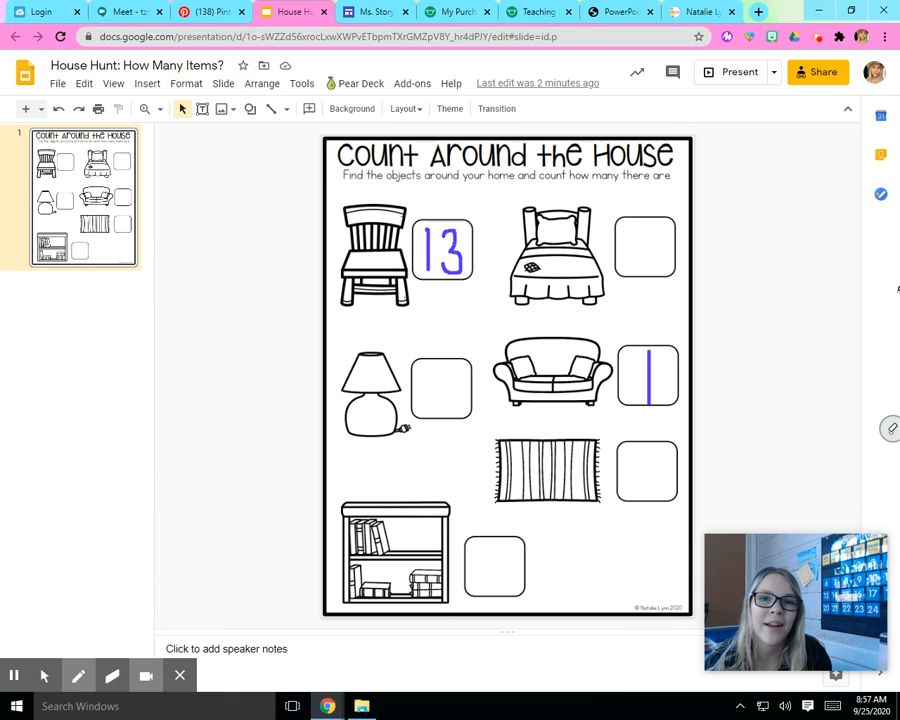 Login
Meet - tzr
(138) Pint
House Hu
Ms. Story
My Purch
Teaching
PowerPoi
Natalie Ly
docs.google.com/presentation/d/1o-sWZZd56xrocLxwXWPvETbpmTXrGMZpV8Y_hr4dPJY/edit#slide=id.p
House Hunt: How Many Items?
File Edit View Insert Format Slide Arrange Tools Pear Deck Add-ons Help Last edit was 2 minutes ago
Present
Share
Background Layout Theme Transition
1
Count Around the House
Find the objects around your home and count how many there are.
13
1
© Natalie Lynn 2020
Click to add speaker notes
Search Windows
8:57 AM
9/25/2020